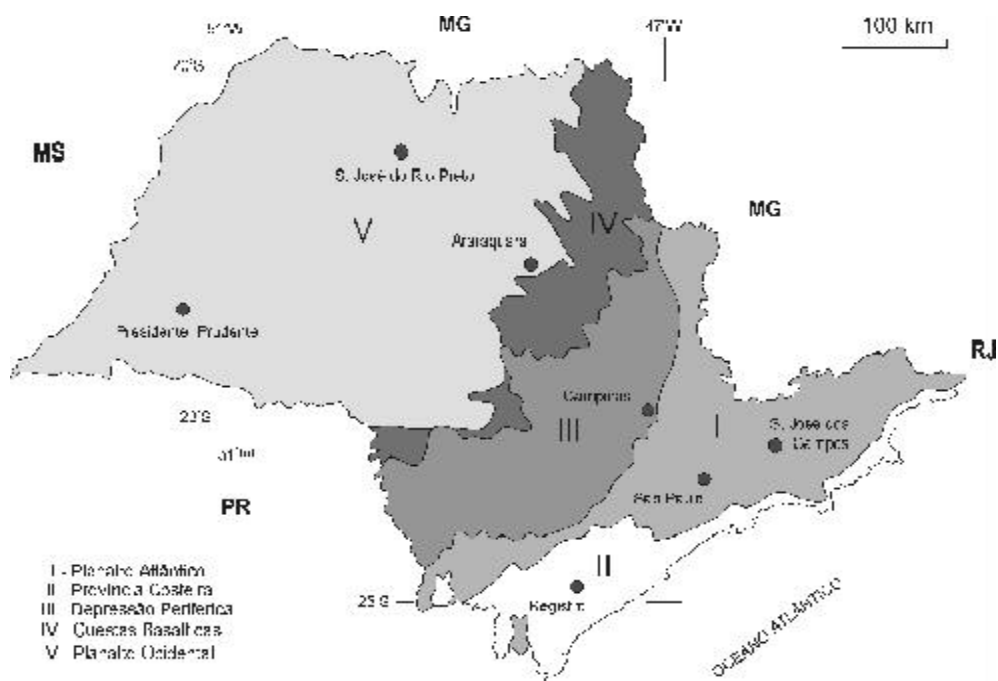 MG
47°W
100 km
MS
S. José do Rio Preto
MG
IV
V
Araraquara
Presidente Prudente
RJ
Campinas
23°S
III
I
S. José dos
Campos
PR
São Paulo
I - Planalto Atlântico
II Província Costeira
III Depressão Periférica
IV Cuestas Basálticas
V Planalto Ocidental
II
25°S
Registro
OCEANO ATLÂNTICO